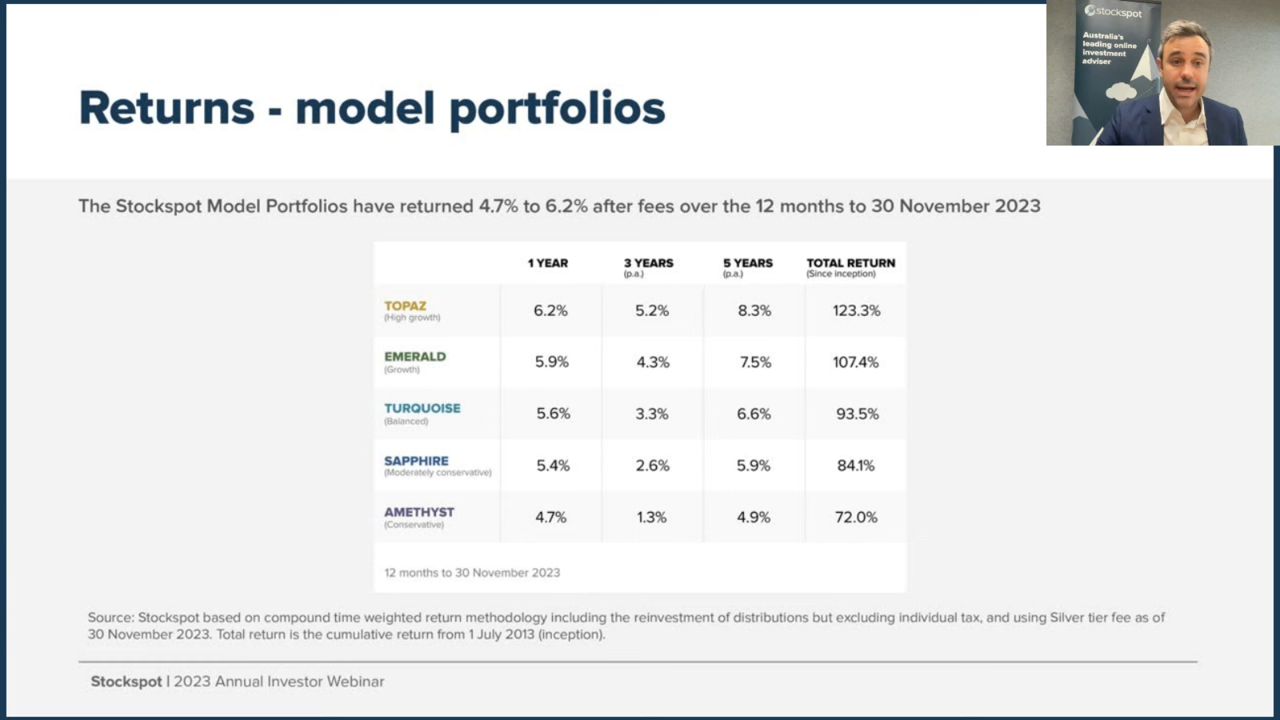 stockspot
Australia's
leading online
investment
adviser
Returns - model portfolios
The Stockspot Model Portfolios have returned 4.7% to 6.2% after fees over the 12 months to 30 November 2023
1 YEAR 3 YEARS (p.a.) 5 YEARS (p.a.) TOTAL RETURN (Since inception)
TOPAZ (High growth) 6.2% 5.2% 8.3% 123.3%
EMERALD (Growth) 5.9% 4.3% 7.5% 107.4%
TURQUOISE (Balanced) 5.6% 3.3% 6.6% 93.5%
SAPPHIRE (Moderately conservative) 5.4% 2.6% 5.9% 84.1%
AMETHYST (Conservative) 4.7% 1.3% 4.9% 72.0%
12 months to 30 November 2023
Source: Stockspot based on compound time weighted return methodology including the reinvestment of distributions but excluding individual tax, and using Silver tier fee as of
30 November 2023. Total return is the cumulative return from 1 July 2013 (inception).
Stockspot | 2023 Annual Investor Webinar